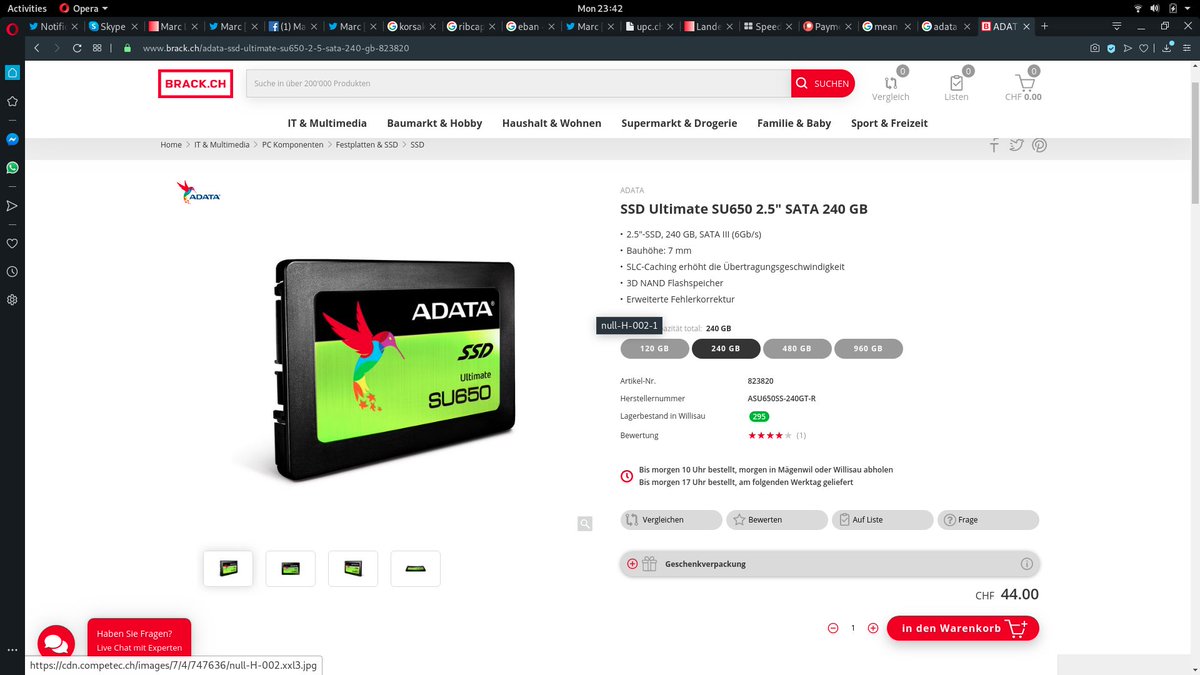 Activities
Opera
Mon 23:42
Notific
Skype
Marc
Marc
(1) Ma
Marc
korsal
ribcap
eban
Marc
upc.ch
Lande
Speed
Payme
mean
adata
ADAT
www.brack.ch/adata-ssd-ultimate-su650-2-5-sata-240-gb-823820
BRACK.CH
Suche in über 200'000 Produkten
SUCHEN
0
Vergleich
0
Listen
0
CHF 0.00
IT & Multimedia Baumarkt & Hobby Haushalt & Wohnen Supermarkt & Drogerie Familie & Baby Sport & Freizeit
Home > IT & Multimedia > PC Komponenten > Festplatten & SSD > SSD
ADATA
ADATA
SSD
Ultimate
SU650
ADATA
SSD Ultimate SU650 2.5" SATA 240 GB
• 2.5"-SSD, 240 GB, SATA III (6Gb/s)
• Bauhöhe: 7 mm
• SLC-Caching erhöht die Übertragungsgeschwindigkeit
• 3D NAND Flashspeicher
• Erweiterte Fehlerkorrektur
null-H-002-1
azität total: 240 GB
120 GB 240 GB 480 GB 960 GB
Artikel-Nr. 823820
Herstellernummer ASU650SS-240GT-R
Lagerbestand in Willisau 295
Bewertung (1)
Bis morgen 10 Uhr bestellt, morgen in Mägenwil oder Willisau abholen
Bis morgen 17 Uhr bestellt, am folgenden Werktag geliefert
Vergleichen Bewerten Auf Liste Frage
Geschenkverpackung
CHF 44.00
1
in den Warenkorb
Haben Sie Fragen?
Live Chat mit Experten
https://cdn.competec.ch/images/7/4/747636/null-H-002.xxl3.jpg